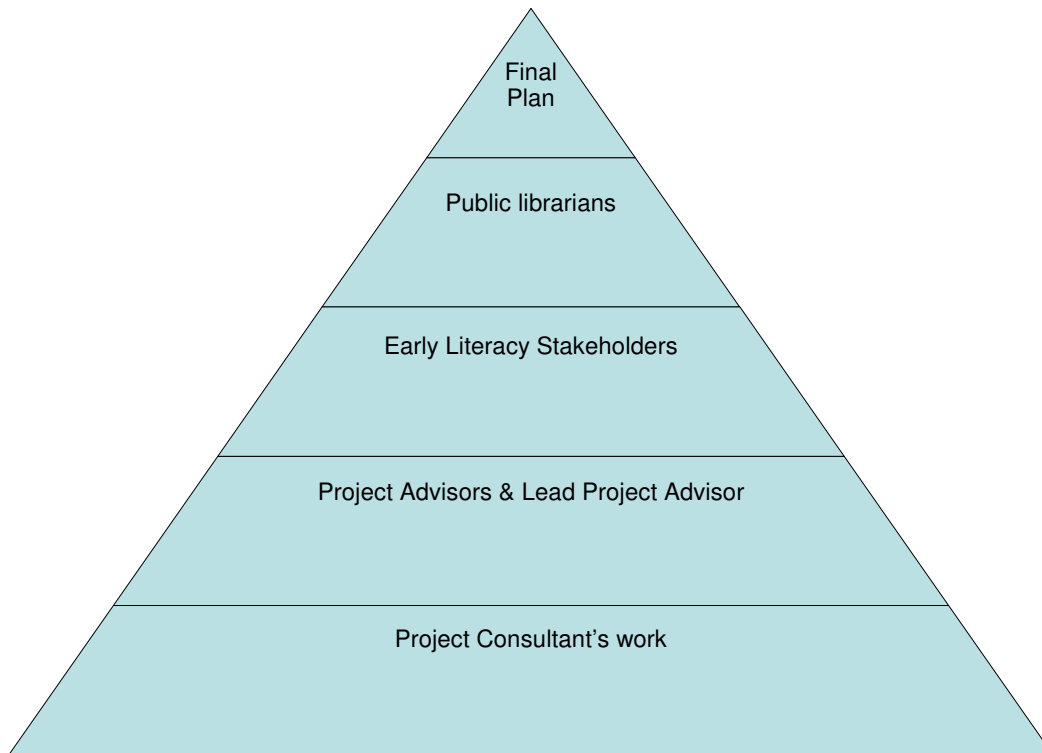 Final
Plan
Public librarians
Early Literacy Stakeholders
Project Advisors & Lead Project Advisor
Project Consultant’s work